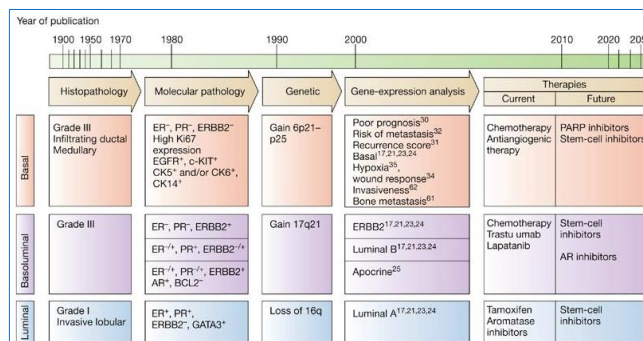 Year of publication
1900 1950 1970 1980 1990 2000 2010 2020
Histopathology Molecular pathology Genetic Gene-expression analysis Therapies
Current Future
Basal
Grade III
Infiltrating ductal
Medullary
ER⁻, PR⁻, ERBB2⁻
High Ki67
expression
EGFR⁺, c-KIT⁺
CK5⁺ and/or CK6⁺,
CK14⁺
Gain 6p21–
p25
Poor prognosis³⁰
Risk of metastasis³²
Recurrence score³¹
Basal¹⁷,²¹,²³,²⁴
Hypoxia³⁵,
wound response³⁴
Invasiveness⁶²
Bone metastasis⁶¹
Chemotherapy
Antiangiogenic
therapy
PARP inhibitors
Stem-cell inhibitors
Basoluminal
Grade III
ER⁻, PR⁻, ERBB2⁺
ER⁻/⁺, PR⁺, ERBB2⁻/⁺
ER⁻/⁺, PR⁻/⁺, ERBB2⁺
AR⁺, BCL2⁻
Gain 17q21
ERBB2¹⁷,²¹,²³,²⁴
Luminal B¹⁷,²¹,²³,²⁴
Apocrine²⁵
Chemotherapy
Trastu umab
Lapatanib
Stem-cell
inhibitors
AR inhibitors
Luminal
Grade I
Invasive lobular
ER⁺, PR⁺,
ERBB2⁻, GATA3⁺
Loss of 16q
Luminal A¹⁷,²¹,²³,²⁴
Tamoxifen
Aromatase
inhibitors
Stem-cell
inhibitors